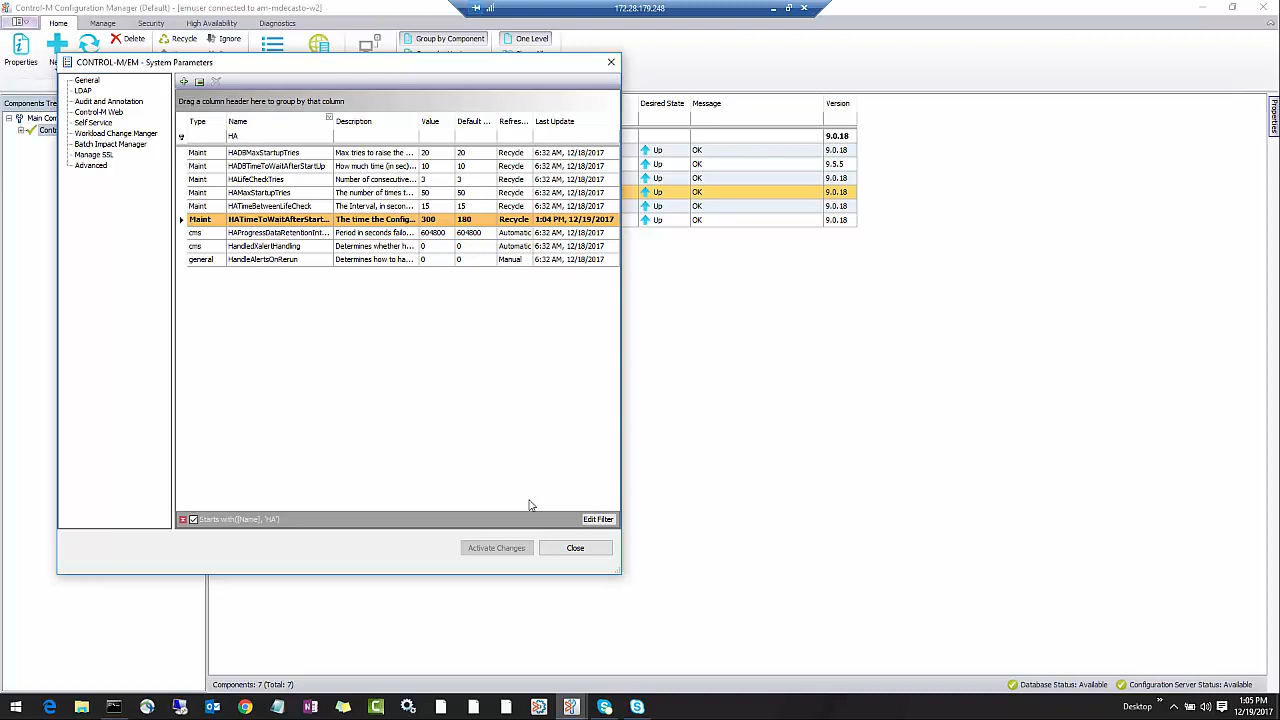 Control-M Configuration Manager (Default) [emuser connected to am-mdecasto-w2]
172.28.179.248
Home Manage Security High Availability Diagnostics
Properties
Delete Recycle Ignore
Group by Component One Level
CONTROL-M/EM - System Parameters
General
LDAP
Audit and Annotation
Control-M Web
Self Service
Workload Change Manger
Batch Impact Manager
Manage SSL
Advanced
Drag a column header here to group by that column
Type Name Description Value Default ... Refres... Last Update
HA
Maint HADBMaxStartupTries Max tries to raise the ... 20 20 Recycle 6:32 AM, 12/18/2017
Maint HADBTimeToWaitAfterStartUp How much time (in sec)... 10 10 Recycle 6:32 AM, 12/18/2017
Maint HALifeCheckTries Number of consecutive... 3 3 Recycle 6:32 AM, 12/18/2017
Maint HAMaxStartupTries The number of times t... 50 50 Recycle 6:32 AM, 12/18/2017
Maint HATimeBetweenLifeCheck The Interval, in secon... 15 15 Recycle 6:32 AM, 12/18/2017
Maint HATimeToWaitAfterStart... The time the Config... 300 180 Recycle 1:04 PM, 12/19/2017
cms HAProgressDataRetentionInt... Period in seconds failo... 604800 604800 Automatic 6:32 AM, 12/18/2017
cms HandledXalertHandling Determines whether h... 0 0 Automatic 6:32 AM, 12/18/2017
general HandleAlertsOnRerun Determines how to ha... 0 0 Manual 6:32 AM, 12/18/2017
Starts with([Name], 'HA')
Edit Filter
Activate Changes Close
Components Tre
Main Con
Contr
Desired State Message Version
9.0.18
Up OK 9.0.18
Up OK 9.5.5
Up OK 9.0.18
Up OK 9.0.18
Up OK 9.0.18
Up OK 9.0.18
Properties
Components: 7 (Total: 7)
Database Status: Available Configuration Server Status: Available
Desktop
1:05 PM
12/19/2017